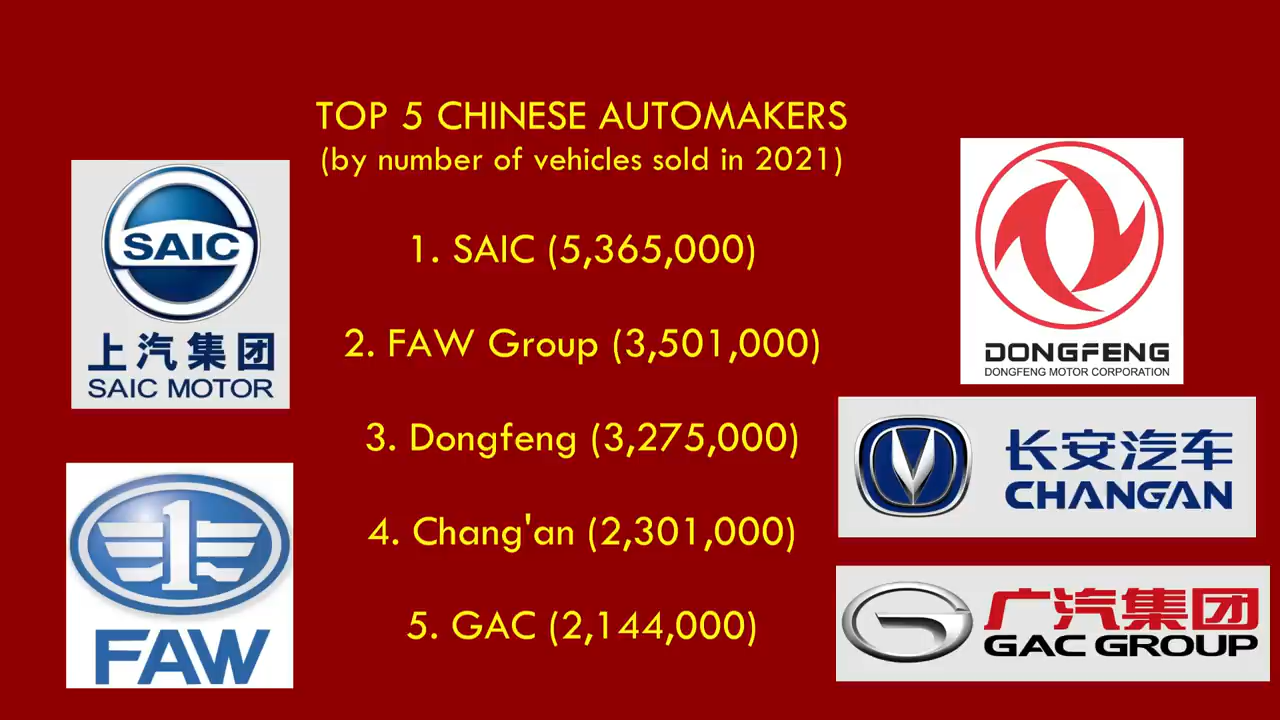 TOP 5 CHINESE AUTOMAKERS
(by number of vehicles sold in 2021)
1. SAIC (5,365,000)
2. FAW Group (3,501,000)
3. Dongfeng (3,275,000)
4. Chang'an (2,301,000)
5. GAC (2,144,000)
SAIC
上汽集团
SAIC MOTOR
1
FAW
DONGFENG
DONGFENG MOTOR CORPORATION
长安汽车
CHANGAN
广汽集团
GAC GROUP